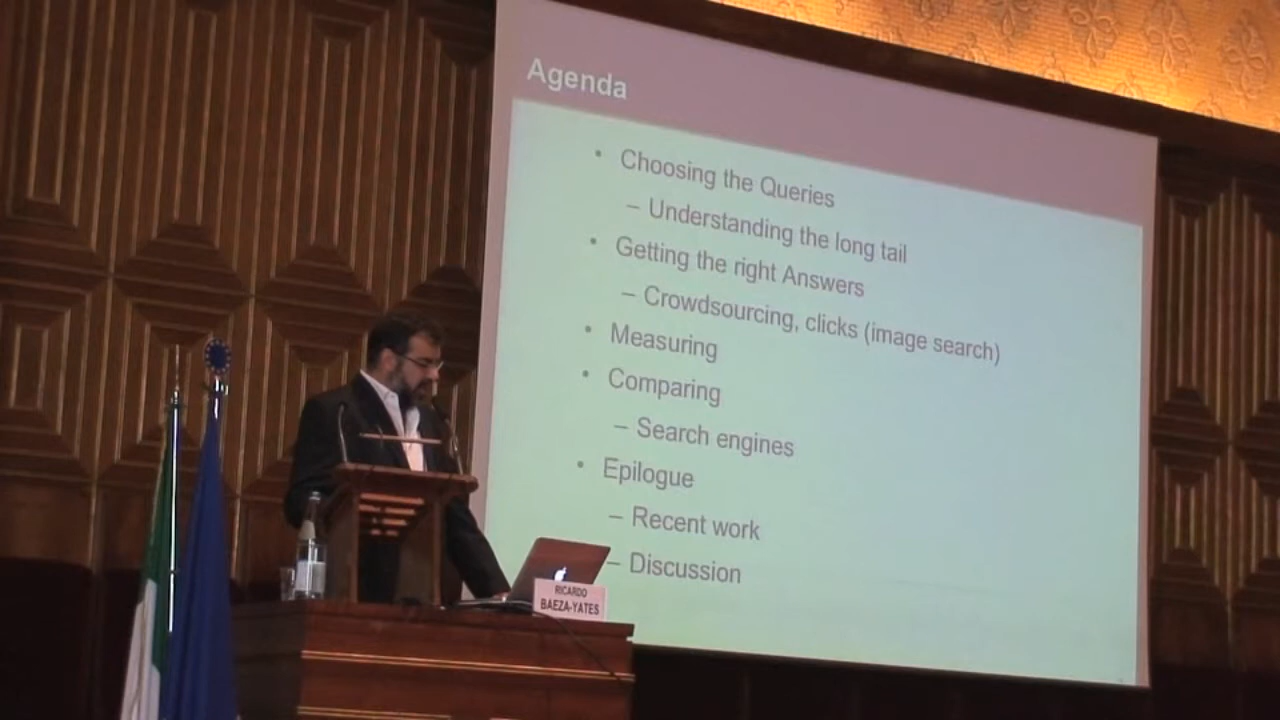 Agenda
• Choosing the Queries
– Understanding the long tail
• Getting the right Answers
– Crowdsourcing, clicks (image search)
• Measuring
• Comparing
– Search engines
• Epilogue
– Recent work
– Discussion
RICARDO
BAEZA-YATES